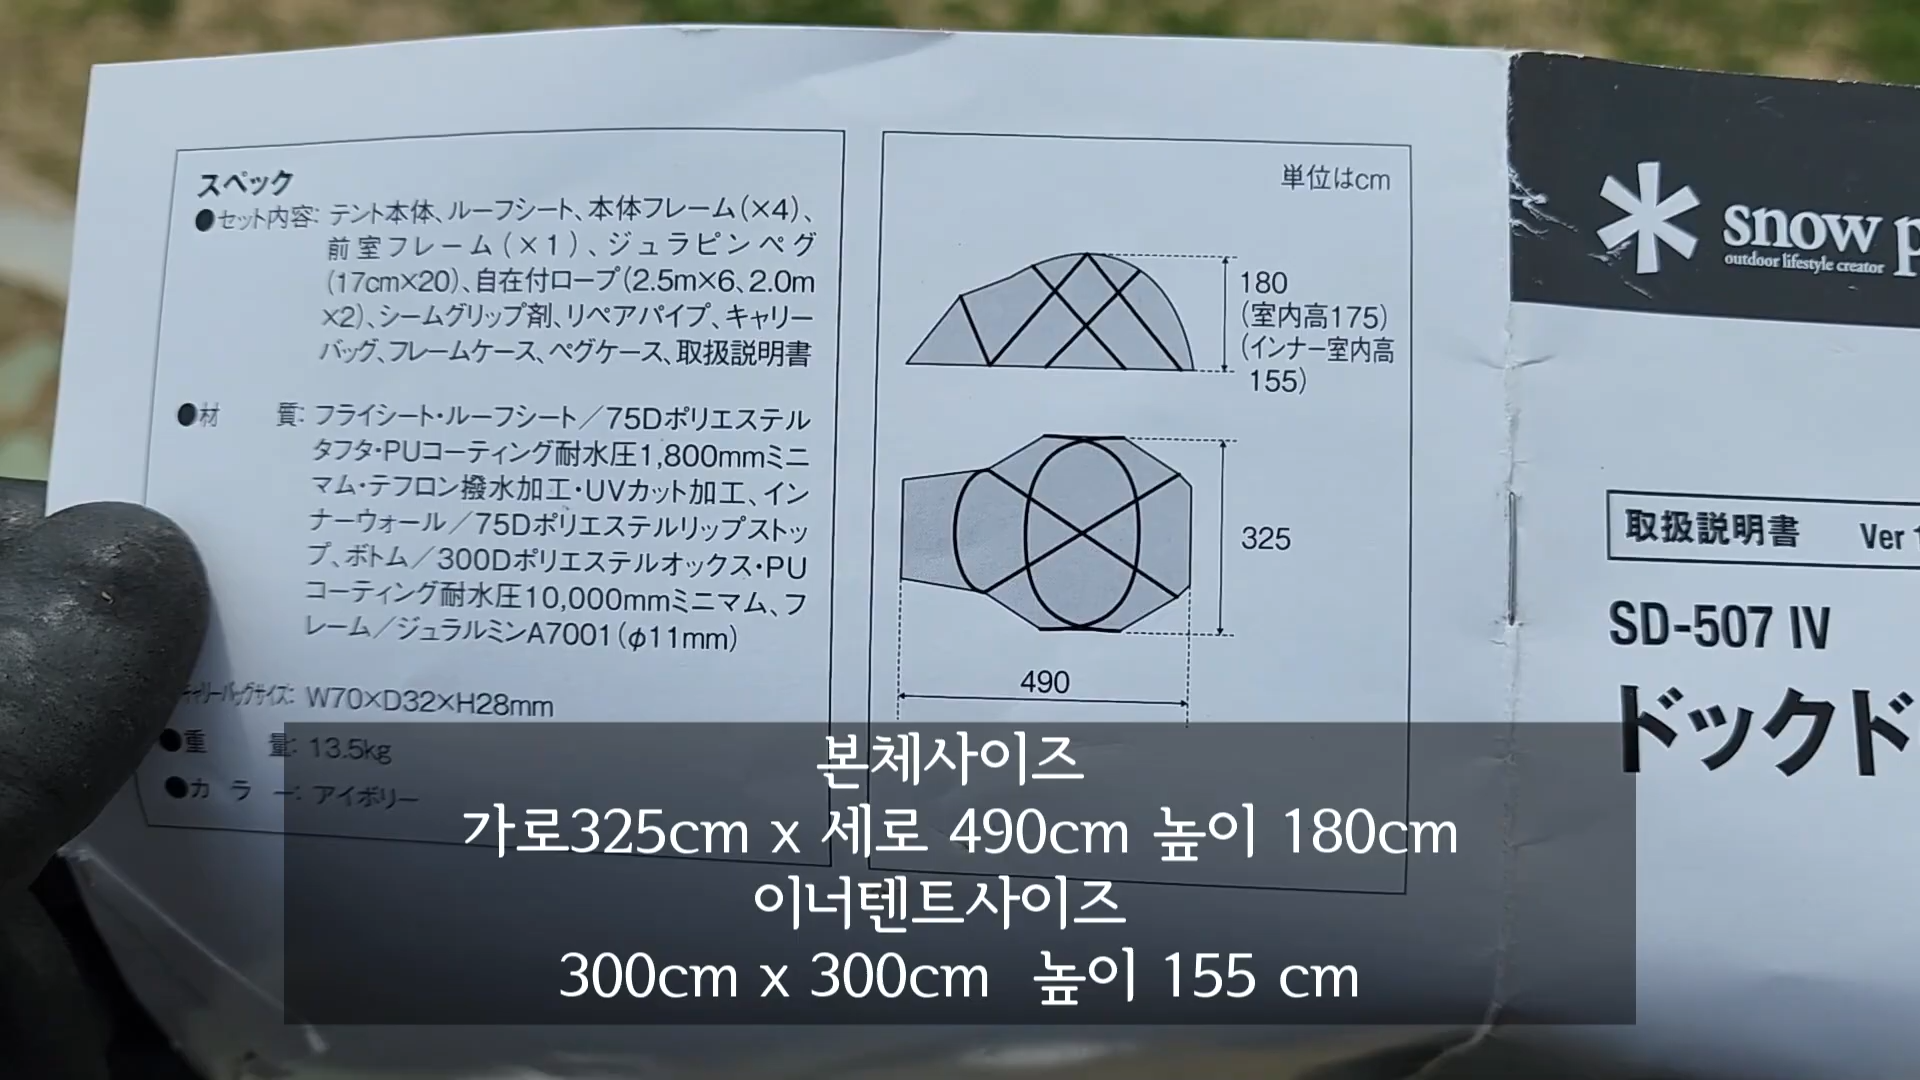 スペック
●セット内容: テント本体、ルーフシート、本体フレーム(×4)、
前室フレーム(×1)、ジュラピンペグ
(17cm×20)、自在付ロープ(2.5m×6、2.0m
×2)、シームグリップ剤、リペアパイプ、キャリー
バッグ、フレームケース、ペグケース、取扱説明書
●材 質: フライシート・ルーフシート／75Dポリエステル
タフタ・PUコーティング耐水圧1,800mmミニ
マム・テフロン撥水加工・UVカット加工、イン
ナーウォール／75Dポリエステルリップストッ
プ、ボトム／300Dポリエステルオックス・PU
コーティング耐水圧10,000mmミニマム、フ
レーム／ジュラルミンA7001(φ11mm)
キャリーバッグサイズ: W70×D32×H28mm
●重 量: 13.5kg
●カ ラ ー: アイボリー
単位はcm
180
(室内高175)
(インナー室内高
155)
325
490
snow p
outdoor lifestyle creator
取扱説明書 Ver 1
SD-507 IV
ドックド
본체사이즈
가로325cm x 세로 490cm 높이 180cm
이너텐트사이즈
300cm x 300cm 높이 155 cm